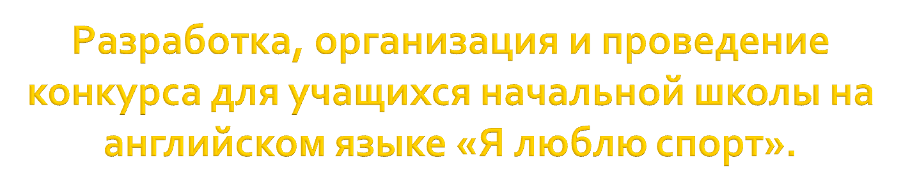 Разработка, организация и проведение
конкурса для учащихся начальной школы на
английском языке «Я люблю спорт».